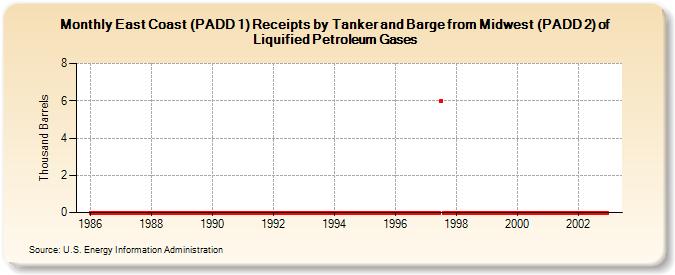 Monthly East Coast (PADD 1) Receipts by Tanker and Barge from Midwest (PADD 2) of
Liquified Petroleum Gases
Thousand Barrels
8
6
4
2
0
1986 1988 1990 1992 1994 1996 1998 2000 2002
Source: U.S. Energy Information Administration